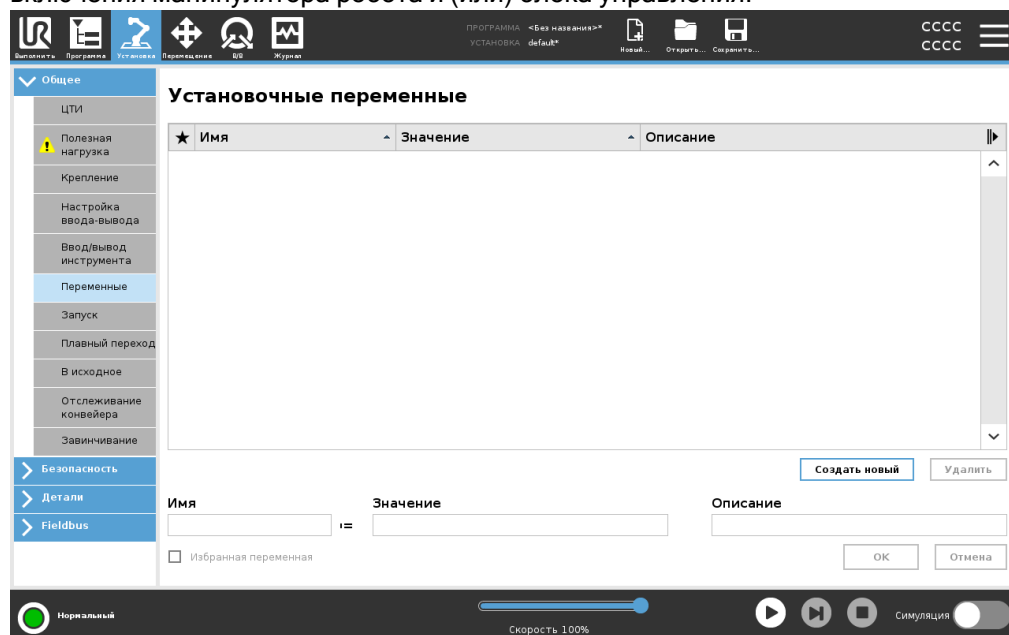 включения манипулятора робота и (или) блока управления.
UR
Выполнить Программа Установка Перемещение В/В Журнал
ПРОГРАММА <Без названия>*
УСТАНОВКА default*
Новый... Открыть... Сохранить...
CCCC
CCCC
Общее
ЦТИ
Полезная
нагрузка
Крепление
Настройка
ввода-вывода
Ввод/вывод
инструмента
Переменные
Запуск
Плавный переход
В исходное
Отслеживание
конвейера
Завинчивание
Безопасность
Детали
Fieldbus
Установочные переменные
Имя Значение Описание
Создать новый Удалить
Имя Значение Описание
:=
Избранная переменная
OK Отмена
Нормальный
Скорость 100%
Симуляция